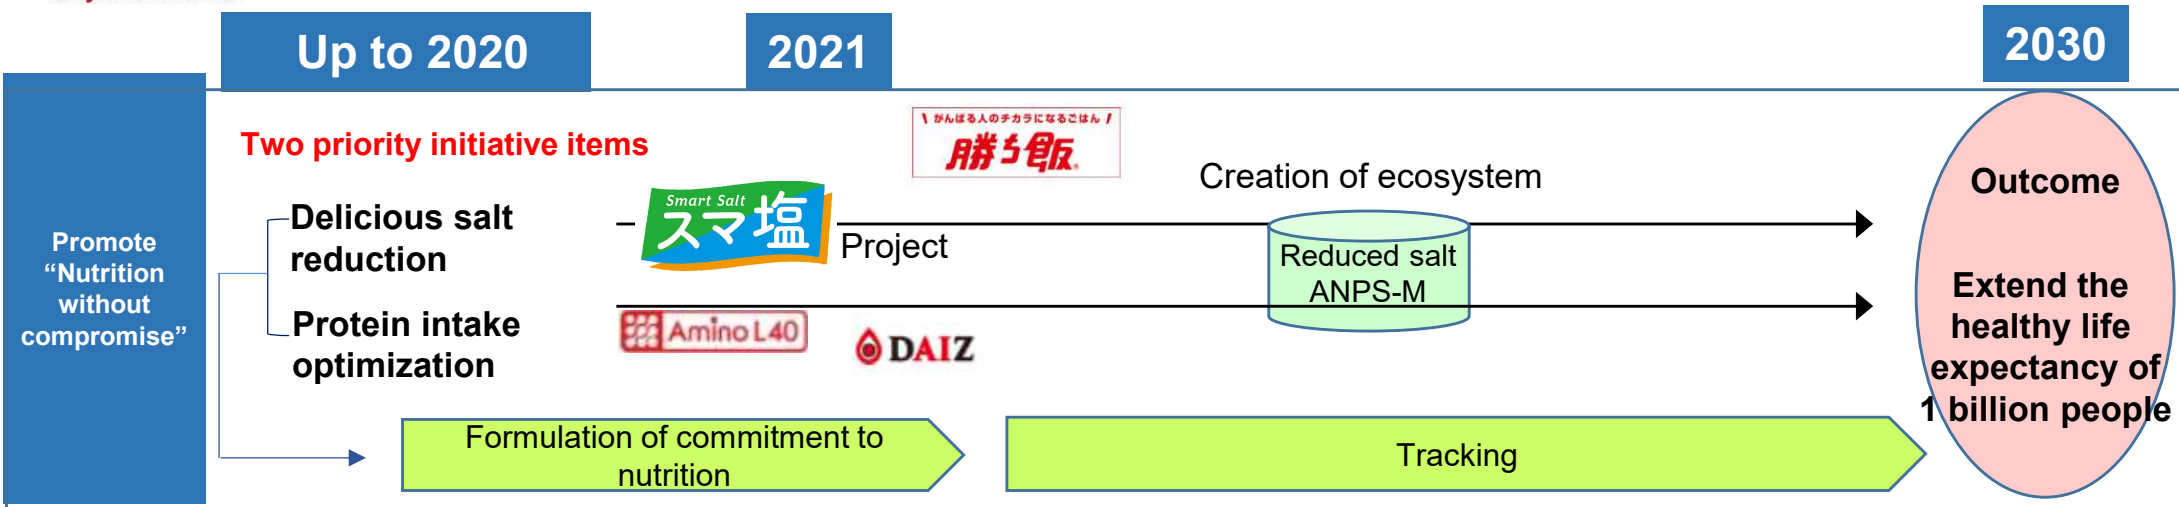 Up to 2020
2021
2030
Promote
“Nutrition
without
compromise”
Two priority initiative items
Delicious salt
reduction
Protein intake
optimization
Smart Salt
スマ塩
Project
\ がんばる人のチカラになるごはん /
勝ち飯®
Amino L40
DAIZ
Creation of ecosystem
Reduced salt
ANPS-M
Formulation of commitment to
nutrition
Tracking
Outcome
Extend the
healthy life
expectancy of
1 billion people